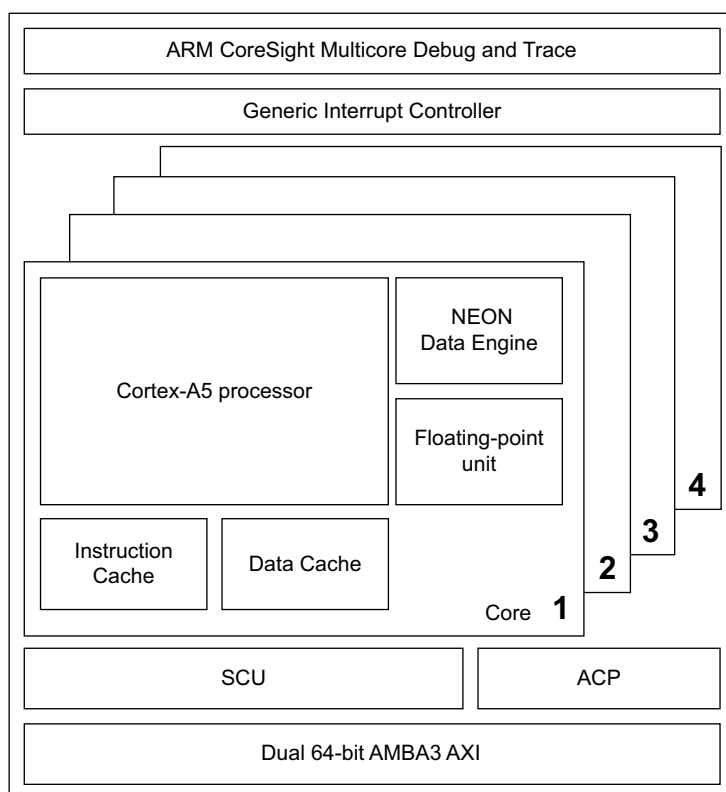 ARM CoreSight Multicore Debug and Trace
Generic Interrupt Controller
NEON
Data Engine
Cortex-A5 processor
Floating-point
unit
4
3
Instruction
Cache
Data Cache
2
Core 1
SCU
ACP
Dual 64-bit AMBA3 AXI